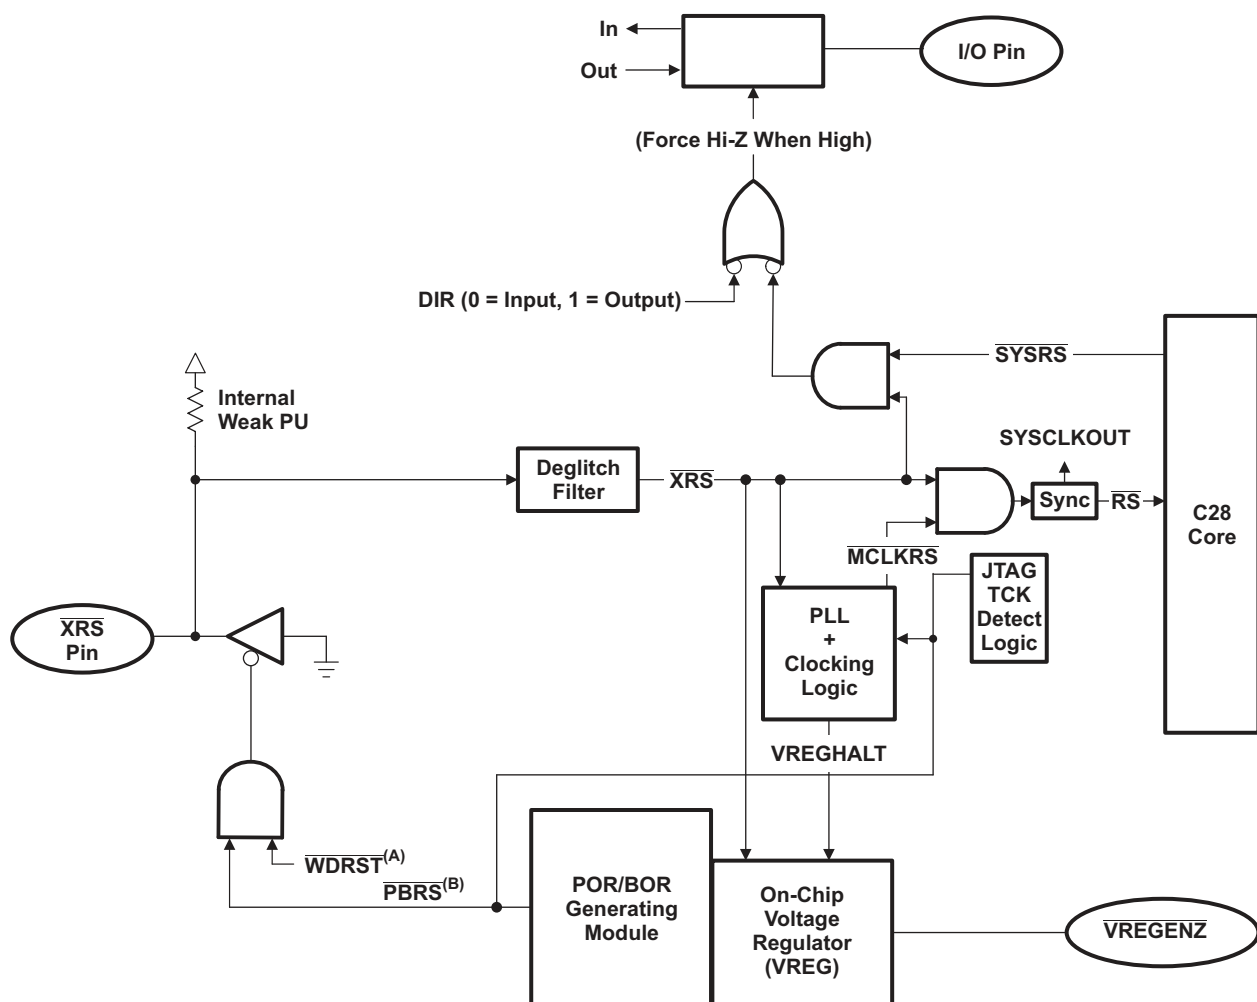 In
Out
I/O Pin
(Force Hi-Z When High)
DIR (0 = Input, 1 = Output)
SYSRS
Internal
Weak PU
SYSCLKOUT
Deglitch
Filter
XRS
Sync
RS
C28
Core
MCLKRS
JTAG
TCK
Detect
Logic
XRS
Pin
PLL
+
Clocking
Logic
VREGHALT
WDRST(A)
PBRS(B)
POR/BOR
Generating
Module
On-Chip
Voltage
Regulator
(VREG)
VREGENZ